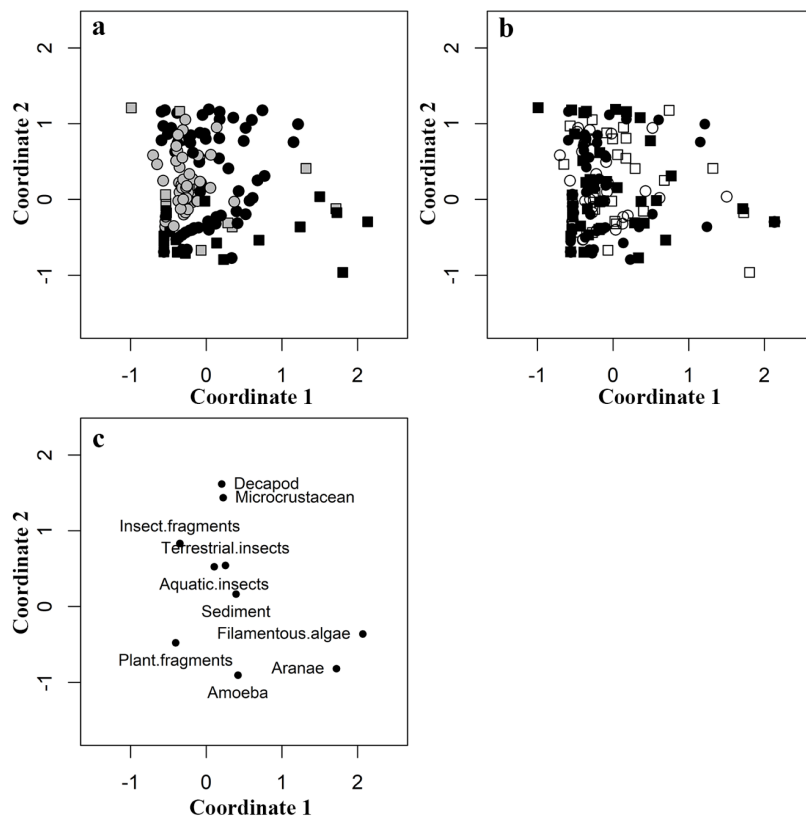 a
b
2
1
0
-1
Coordinate 2
-1
0
1
2
Coordinate 1
2
1
0
-1
Coordinate 2
-1
0
1
2
Coordinate 1
c
Decapod
Microcrustacean
Insect.fragments
Terrestrial.insects
Aquatic.insects
Sediment
Filamentous.algae
Plant.fragments
Aranae
Amoeba
2
1
0
-1
Coordinate 2
-1
0
1
2
Coordinate 1